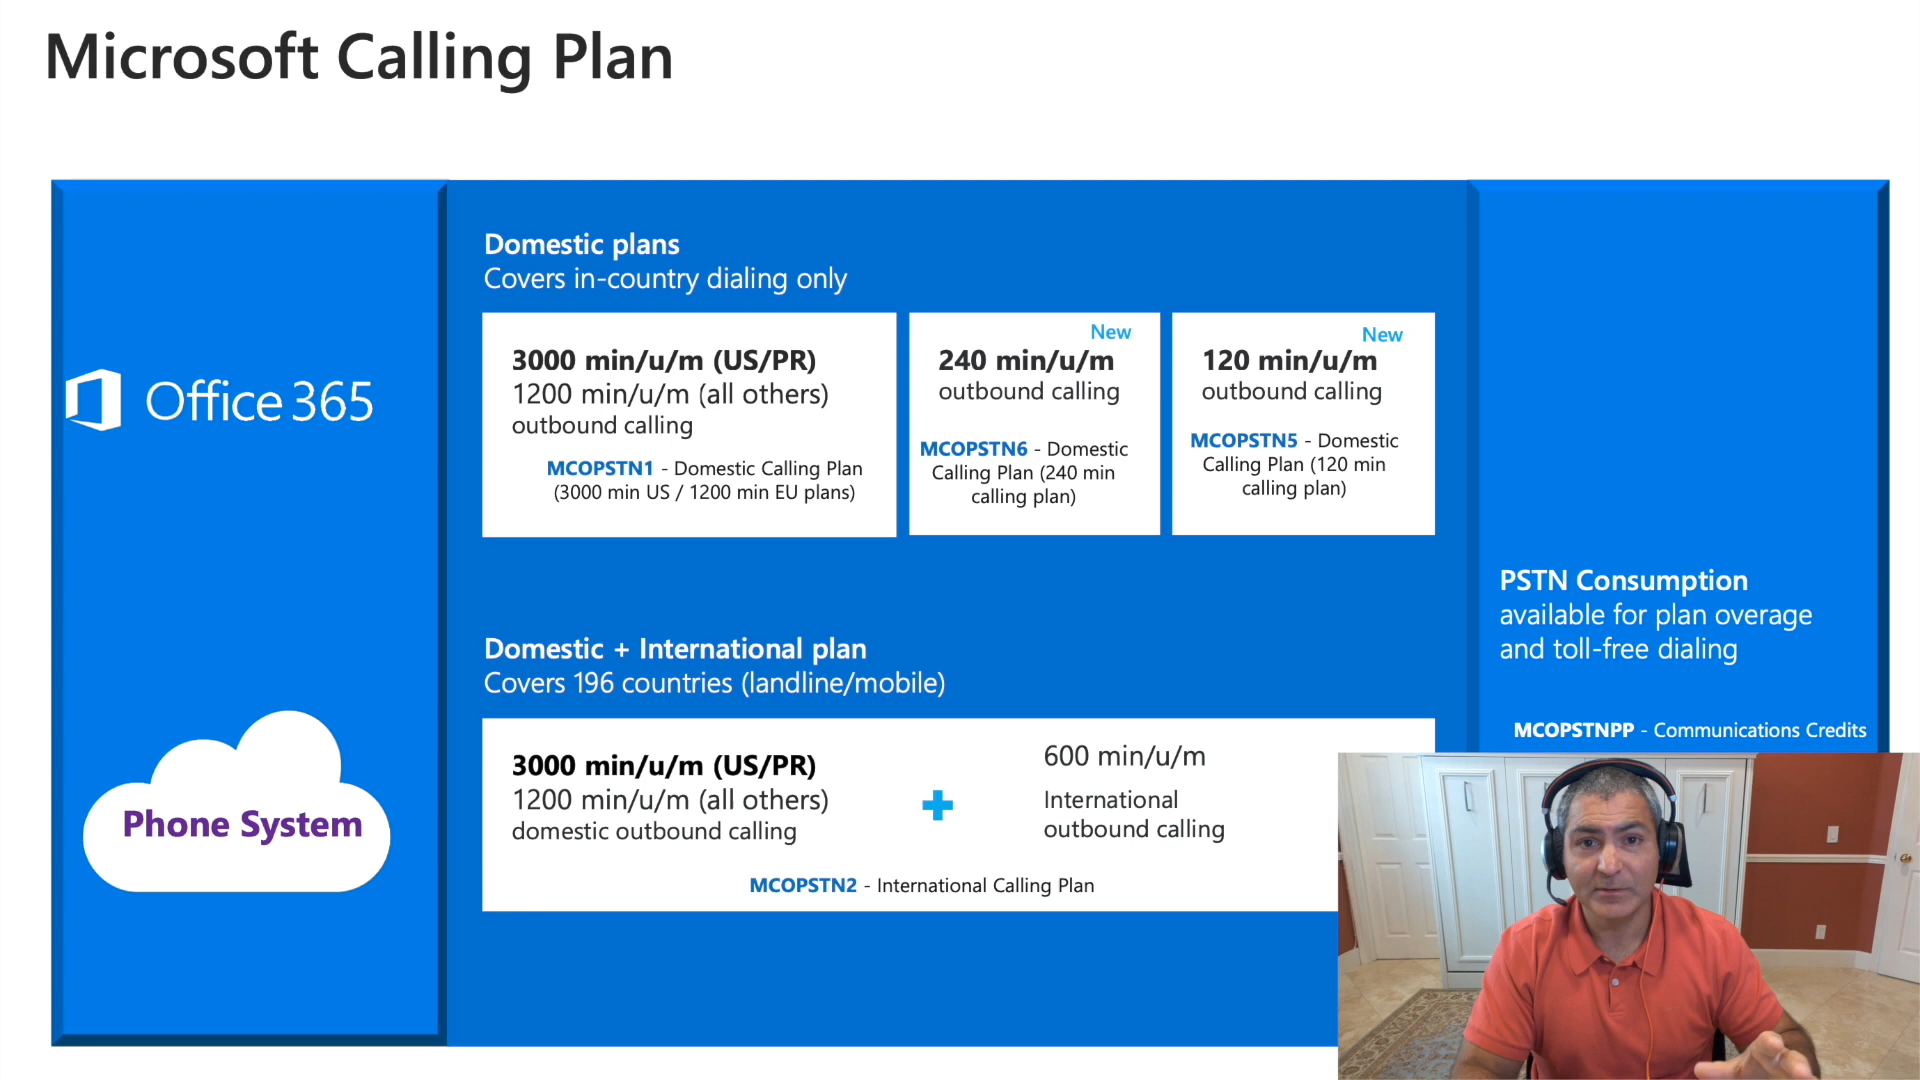 Microsoft Calling Plan
Office 365
Phone System
Domestic plans
Covers in-country dialing only
3000 min/u/m (US/PR)
1200 min/u/m (all others)
outbound calling
MCOPSTN1 - Domestic Calling Plan
(3000 min US / 1200 min EU plans)
New
240 min/u/m
outbound calling
MCOPSTN6 - Domestic
Calling Plan (240 min
calling plan)
New
120 min/u/m
outbound calling
MCOPSTN5 - Domestic
Calling Plan (120 min
calling plan)
Domestic + International plan
Covers 196 countries (landline/mobile)
3000 min/u/m (US/PR)
1200 min/u/m (all others)
domestic outbound calling
600 min/u/m
International
outbound calling
MCOPSTN2 - International Calling Plan
PSTN Consumption
available for plan overage
and toll-free dialing
MCOPSTNPP - Communications Credits